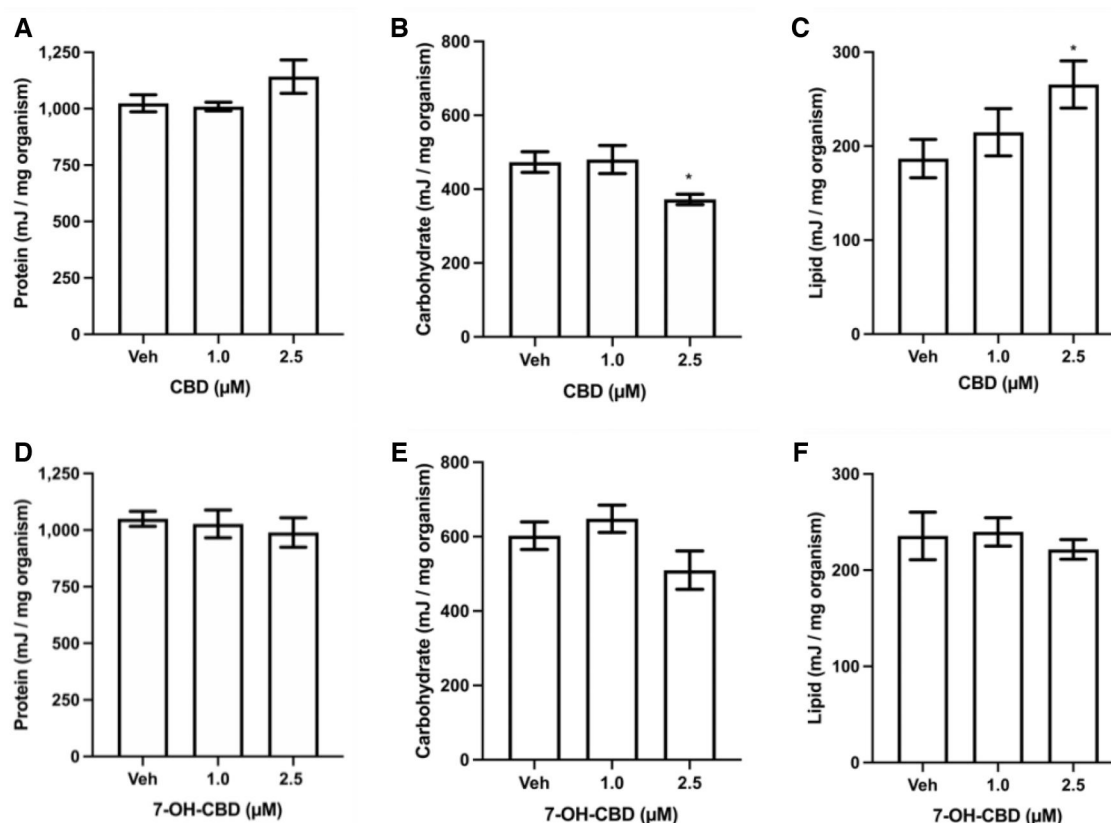 A
Protein (mJ / mg organism)
1,250
1,000
750
500
250
0
Veh 1.0 2.5
CBD (µM)
B
Carbohydrate (mJ / mg organism)
800
600
400
200
0
*
Veh 1.0 2.5
CBD (µM)
C
Lipid (mJ / mg organism)
300
200
100
0
*
Veh 1.0 2.5
CBD (µM)
D
Protein (mJ / mg organism)
1,250
1,000
750
500
250
0
Veh 1.0 2.5
7-OH-CBD (µM)
E
Carbohydrate (mJ / mg organism)
800
600
400
200
0
Veh 1.0 2.5
7-OH-CBD (µM)
F
Lipid (mJ / mg organism)
300
200
100
0
Veh 1.0 2.5
7-OH-CBD (µM)